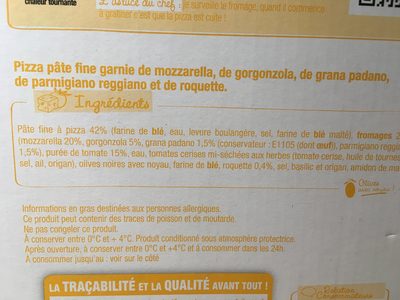 chaleur tournante
L'astuce du chef : je surveille le fromage, quand il commence
à gratiner c'est que la pizza est cuite !
Pizza pâte fine garnie de mozzarella, de gorgonzola, de grana padano,
de parmigiano reggiano et de roquette.
Ingrédients
Pâte fine à pizza 42% (farine de blé, eau, levure boulangère, sel, farine de blé malté), fromages 2
(mozzarella 20%, gorgonzola 5%, grana padano 1,5% (conservateur : E1105 (dont œuf)), parmigiano reggian
1,5%), purée de tomate 15%, eau, tomates cerises mi-séchées aux herbes (tomate cerise, huile de tournes
sel, ail, origan), olives noires avec noyau, farine de blé, roquette 0,4%, sel, basilic et origan, amidon de ma
Olives
avec noyau !
Informations en gras destinées aux personnes allergiques.
Ce produit peut contenir des traces de poisson et de moutarde.
Ne pas congeler ce produit.
À conserver entre 0°C et + 4°C. Produit conditionné sous atmosphère protectrice.
Après ouverture, à conserver entre 0°C et +4°C et à consommer dans les 24h.
À consommer jusqu'au : voir sur le côté
LA TRAÇABILITÉ ET LA QUALITÉ AVANT TOUT !
Relation
Consommateurs